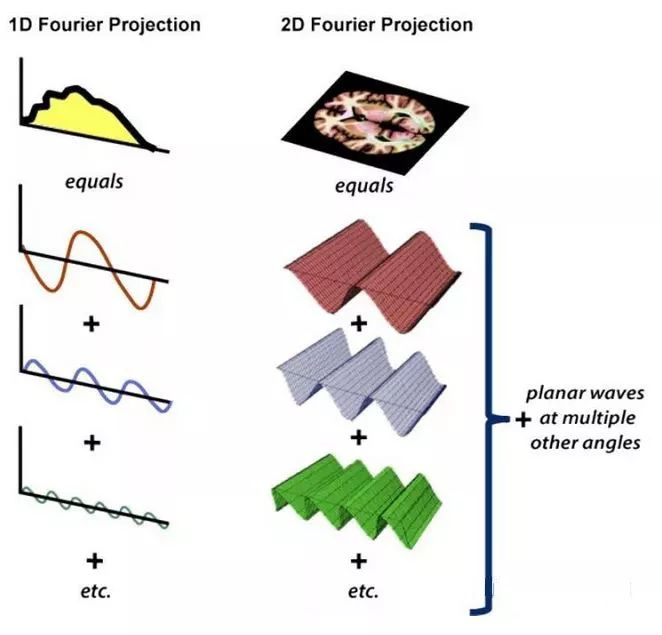 1D Fourier Projection
2D Fourier Projection
equals
equals
+
+
+
+
+
+
etc.
etc.
+
planar waves
at multiple
other angles